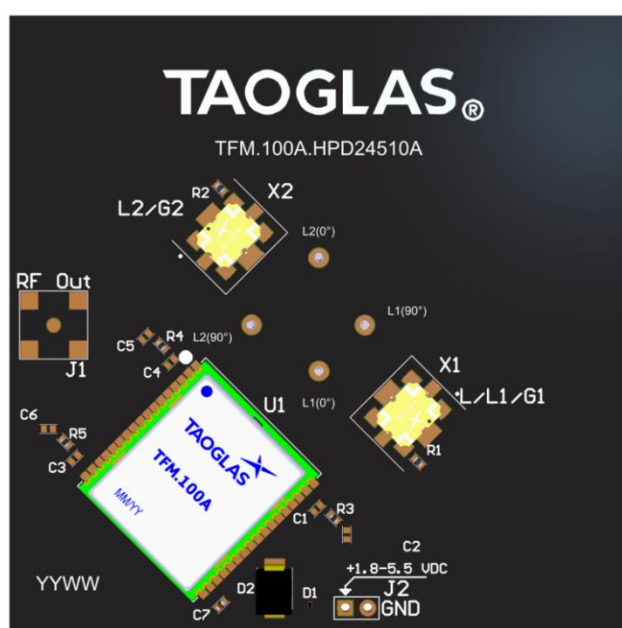 TAOGLAS®
TFM.100A.HPD24510A
R2
X2
L2/G2
L2(0°)
RF Out
J1
L1(90°)
L2(90°)
C5
R4
C4
X1
L/L1/G1
L1(0°)
U1
R1
C6
R5
C3
TAOGLAS
TFM.100A
MM/YY
C1
R3
C2
+1.8-5.5 VDC
J2
GND
YYWW
D2
D1
C7